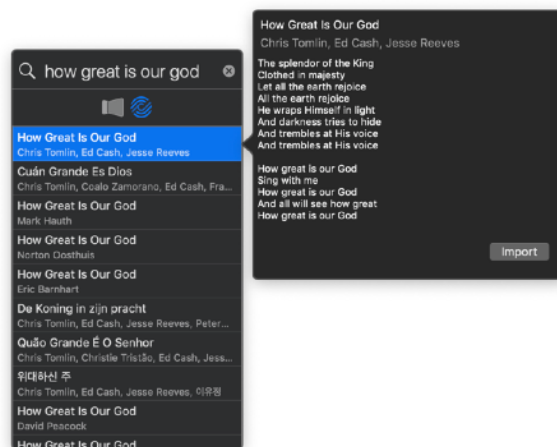 how great is our god
How Great Is Our God
Chris Tomlin, Ed Cash, Jesse Reeves
Cuán Grande Es Dios
Chris Tomlin, Coalo Zamorano, Ed Cash, Fra...
How Great Is Our God
Mark Hauth
How Great Is Our God
Norton Oosthuis
How Great Is Our God
Eric Barnhart
De Koning in zijn pracht
Chris Tomlin, Ed Cash, Jesse Reeves, Peter...
Quão Grande É O Senhor
Chris Tomlin, Christie Tristão, Ed Cash, Jess...
위대하신 주
Chris Tomlin, Ed Cash, Jesse Reeves, 이유정
How Great Is Our God
David Peacock
How Great Is Our God
How Great Is Our God
Chris Tomlin, Ed Cash, Jesse Reeves
The splendor of the King
Clothed in majesty
Let all the earth rejoice
All the earth rejoice
He wraps Himself in light
And darkness tries to hide
And trembles at His voice
And trembles at His voice
How great is our God
Sing with me
How great is our God
And all will see how great
How great is our God
Import